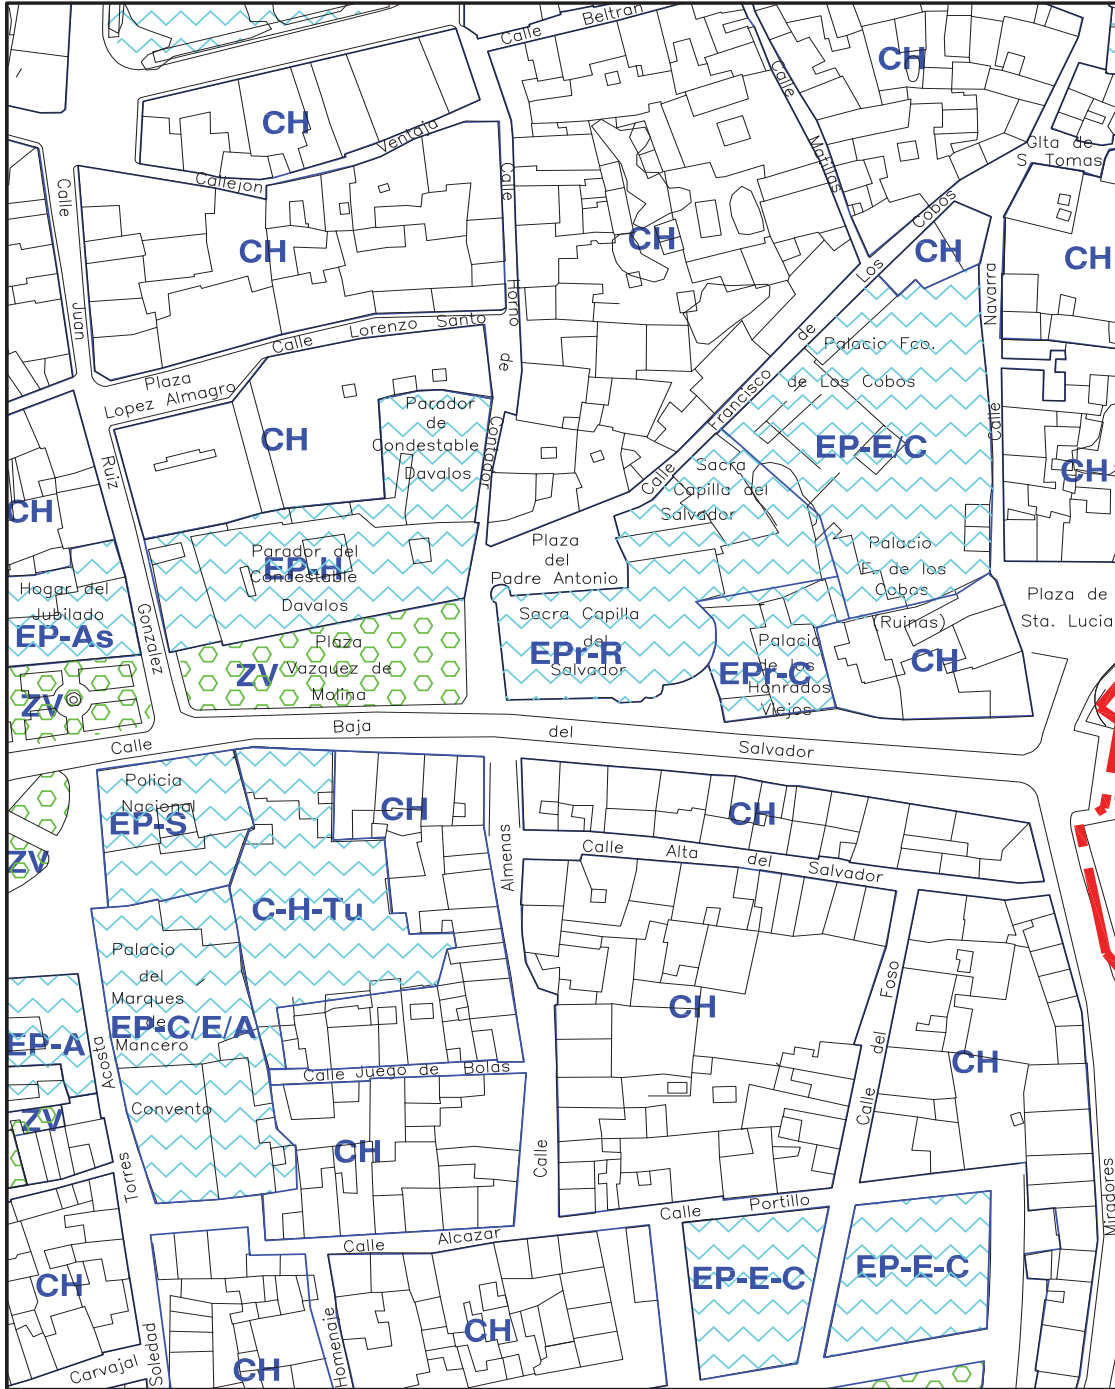 Calle Beltran
CH
Calle
Matillas
CH
Glta de
S. Tomas
Callejon Ventaja
CH
Calle
Juan
Ruiz
Gonzalez
CH
Calle Horno de Contador
CH
Calle Francisco de Los Cobos
CH
Calle Navarra
CH
Calle Lorenzo Santo
Plaza
Lopez Almagro
CH
Parador
de
Condestable
Davalos
Palacio Fco.
de Los Cobos
EP-E/C
Sacra
Capilla del
Salvador
CH
CH
Parador del
EP-H
Condestable
Davalos
Plaza
del
Padre Antonio
Palacio
E. de los
Cobos
(Ruinas)
Plaza de
Sta. Lucia
Hogar del
Jubilado
EP-As
Plaza
Vazquez de
Molina
ZV
Sacra Capilla
del
Salvador
EPr-R
Palacio
de los
Honrados
Viejos
EPr-C
CH
ZV
Calle Baja del Salvador
Policia
Nacional
EP-S
CH
CH
ZV
Calle Alta del Salvador
Almenas
Calle
C-H-Tu
Palacio
del
Marques
de
Mancero
EP-C/E/A
Convento
EP-A
ZV
Acosta
Torres
CH
Calle del Foso
CH
Calle Juego de Bolas
CH
Calle Portillo
Calle Alcazar
EP-E-C
EP-E-C
Miradores
CH
Carvajal
Soledad
CH
Homenaje
CH